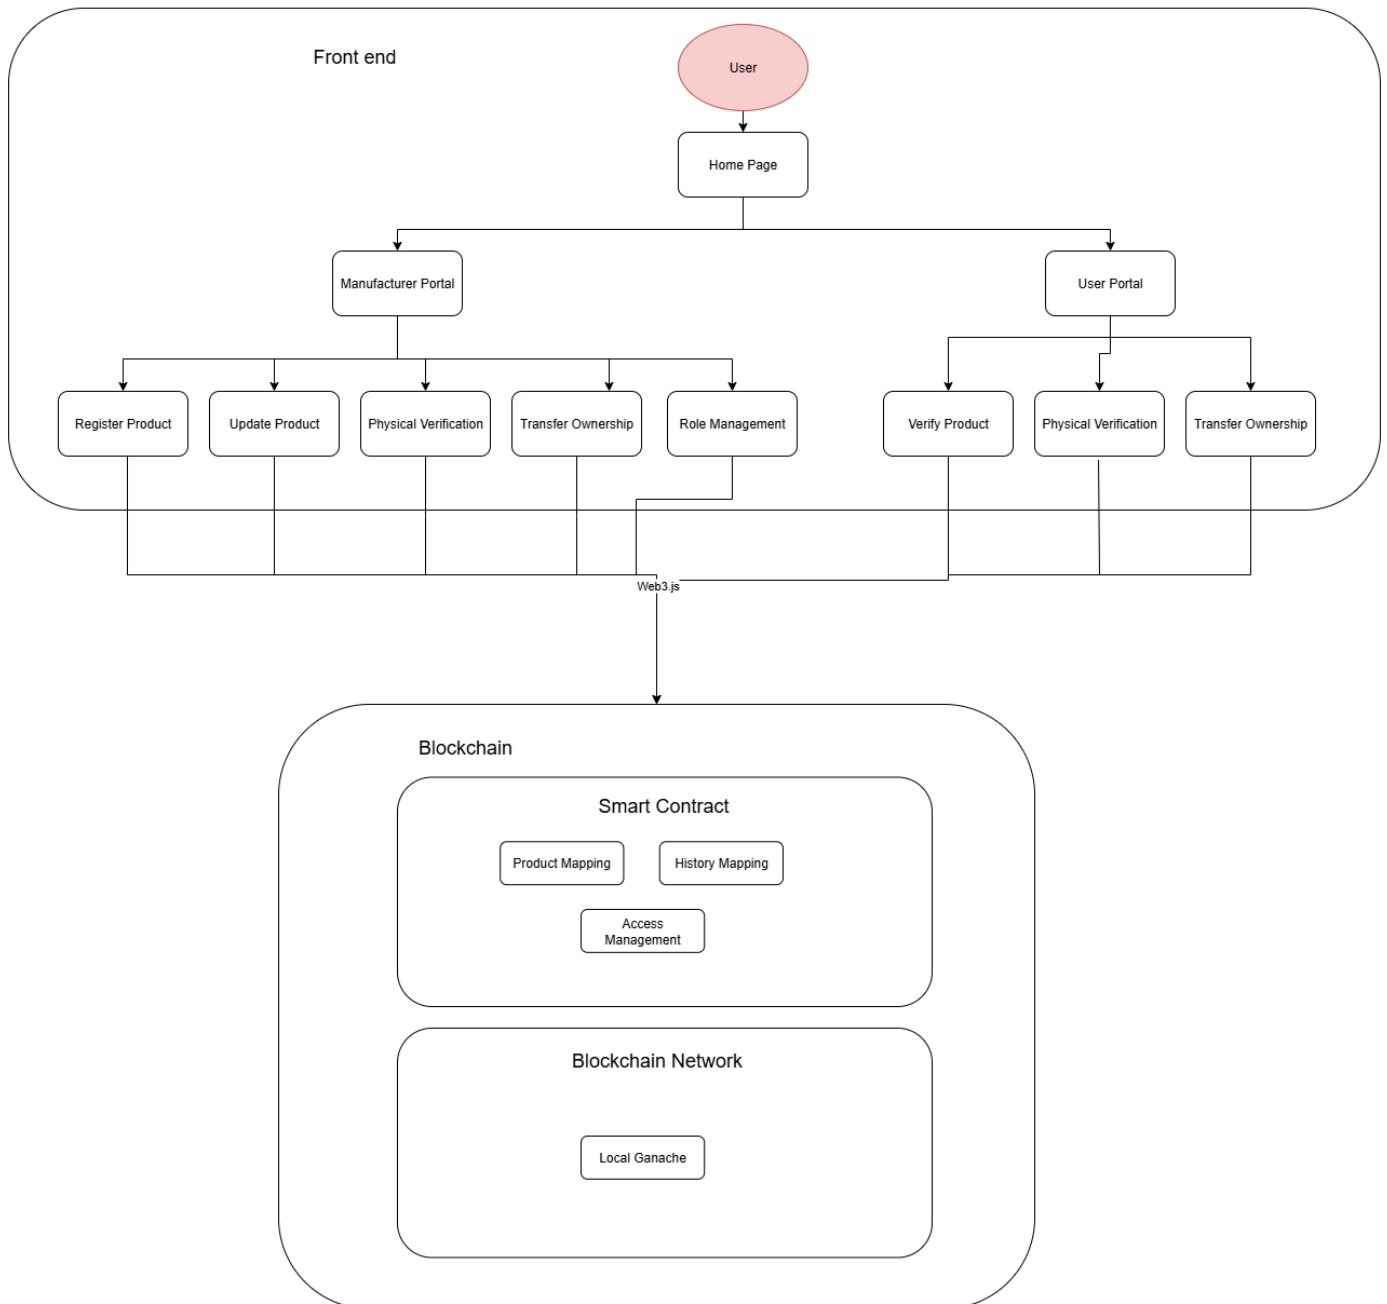 Front end
User
Home Page
Manufacturer Portal
User Portal
Register Product
Update Product
Physical Verification
Transfer Ownership
Role Management
Verify Product
Physical Verification
Transfer Ownership
Web3.js
Blockchain
Smart Contract
Product Mapping
History Mapping
Access
Management
Blockchain Network
Local Ganache